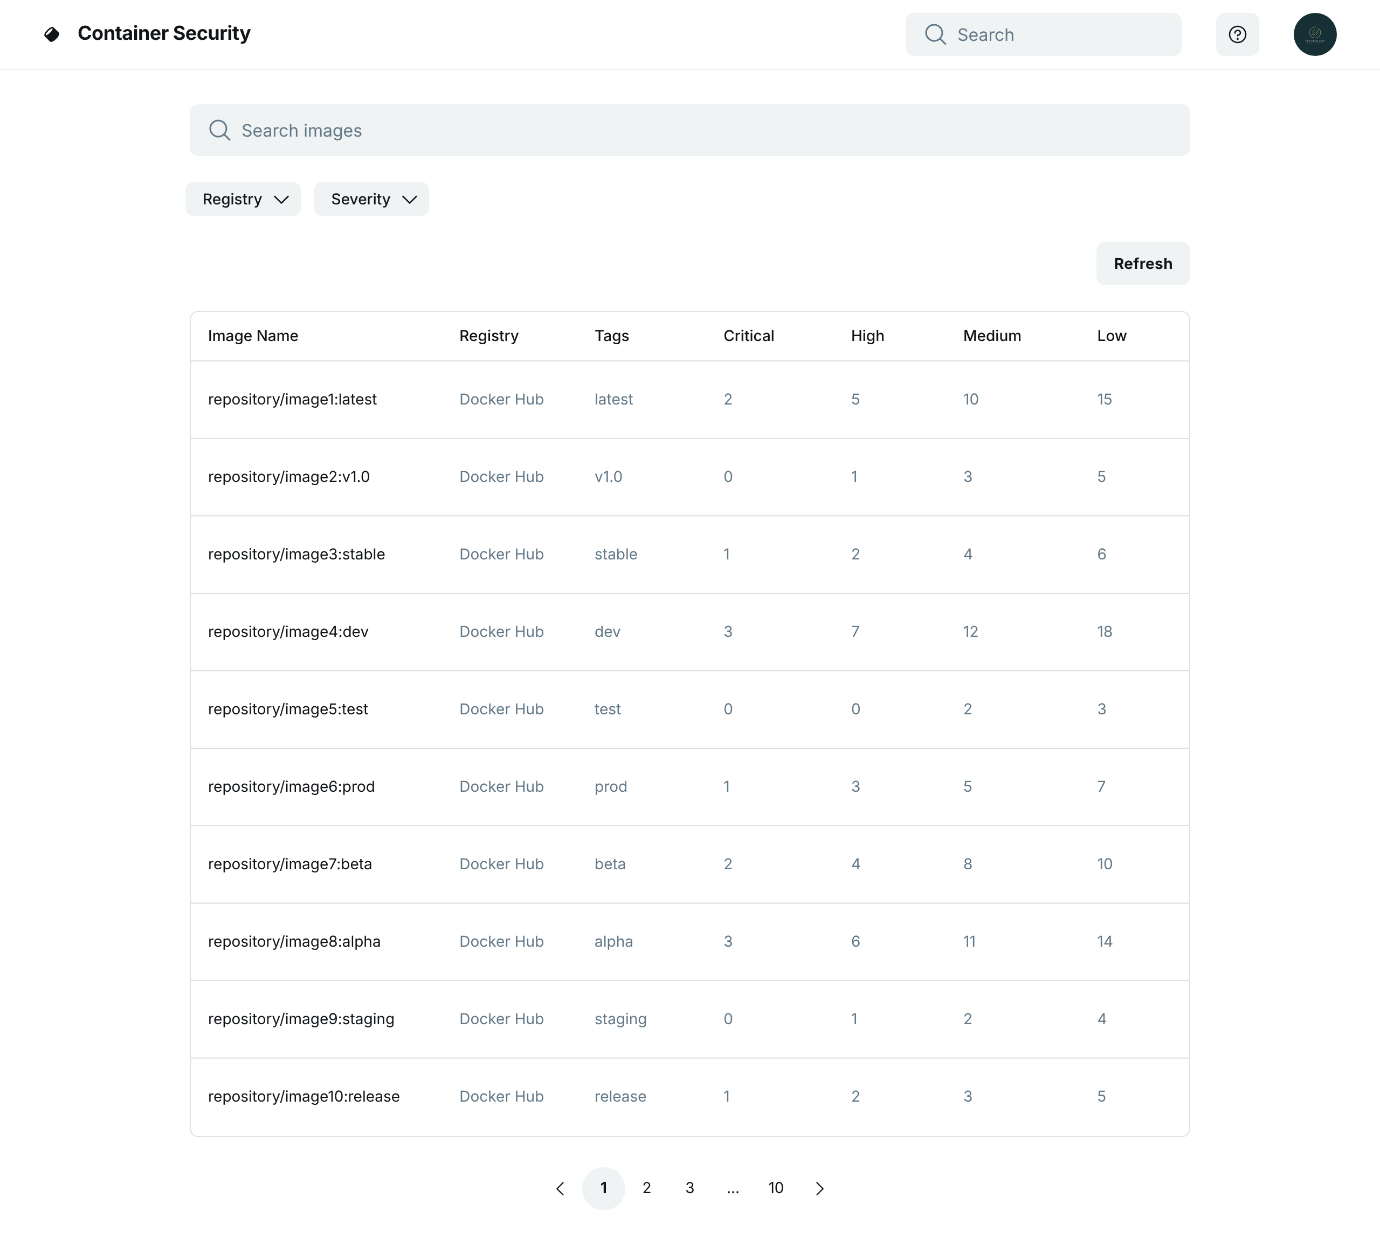 Container Security
Search
Search images
Registry Severity
Refresh
Image Name Registry Tags Critical High Medium Low
repository/image1:latest Docker Hub latest 2 5 10 15
repository/image2:v1.0 Docker Hub v1.0 0 1 3 5
repository/image3:stable Docker Hub stable 1 2 4 6
repository/image4:dev Docker Hub dev 3 7 12 18
repository/image5:test Docker Hub test 0 0 2 3
repository/image6:prod Docker Hub prod 1 3 5 7
repository/image7:beta Docker Hub beta 2 4 8 10
repository/image8:alpha Docker Hub alpha 3 6 11 14
repository/image9:staging Docker Hub staging 0 1 2 4
repository/image10:release Docker Hub release 1 2 3 5
1 2 3 ... 10